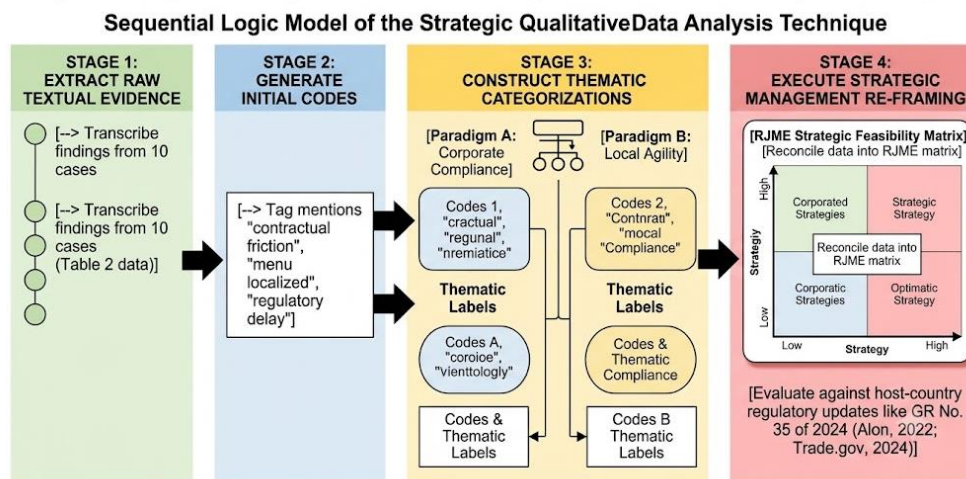 Sequential Logic Model of the Strategic QualitativeData Analysis Technique
STAGE 1:
EXTRACT RAW
TEXTUAL EVIDENCE
[--> Transcribe
findings from 10
cases
[--> Transcribe
findings from 10
cases
(Table 2 data)]
STAGE 2:
GENERATE
INITIAL CODES
[--> Tag mentions
"contractual
friction",
"menu
localized",
"regulatory
delay"]
STAGE 3:
CONSTRUCT THEMATIC
CATEGORIZATIONS
[Paradigm A:
Corporate
Compliance]
Codes 1,
"cractual",
"regunal",
"nremiatice"
Thematic
Labels
Codes A,
"coroioe",
"vienttologly"
Codes &
Thematic
Labels
[Paradigm B:
Local Agility]
Codes 2,
"mocal
"Compliance"
Thematic
Labels
Codes &
Thematic
Compliance
Codes B
Thematic
Labels
STAGE 4:
EXECUTE STRATEGIC
MANAGEMENT RE-FRAMING
[RJME Strategic Feasibility Matrix]
[Reconcile data into RJME matrix]
High
Corporated
Strategies
Strategic
Strategy
Strategy
Reconcile data into
RJME matrix
Corporatic
Strategies
Optimatic
Strategy
Low
Low
High
Strategy
[Evaluate against host-country
regulatory updates like GR No.
35 of 2024 (Alon, 2022;
Trade.gov, 2024)]